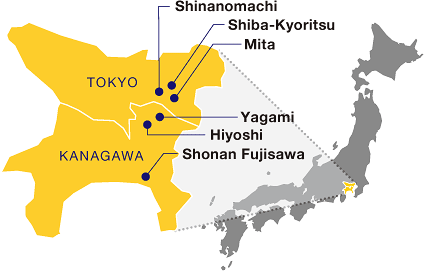 Shinanomachi
Shiba-Kyoritsu
Mita
TOKYO
Yagami
Hiyoshi
KANAGAWA
Shonan Fujisawa